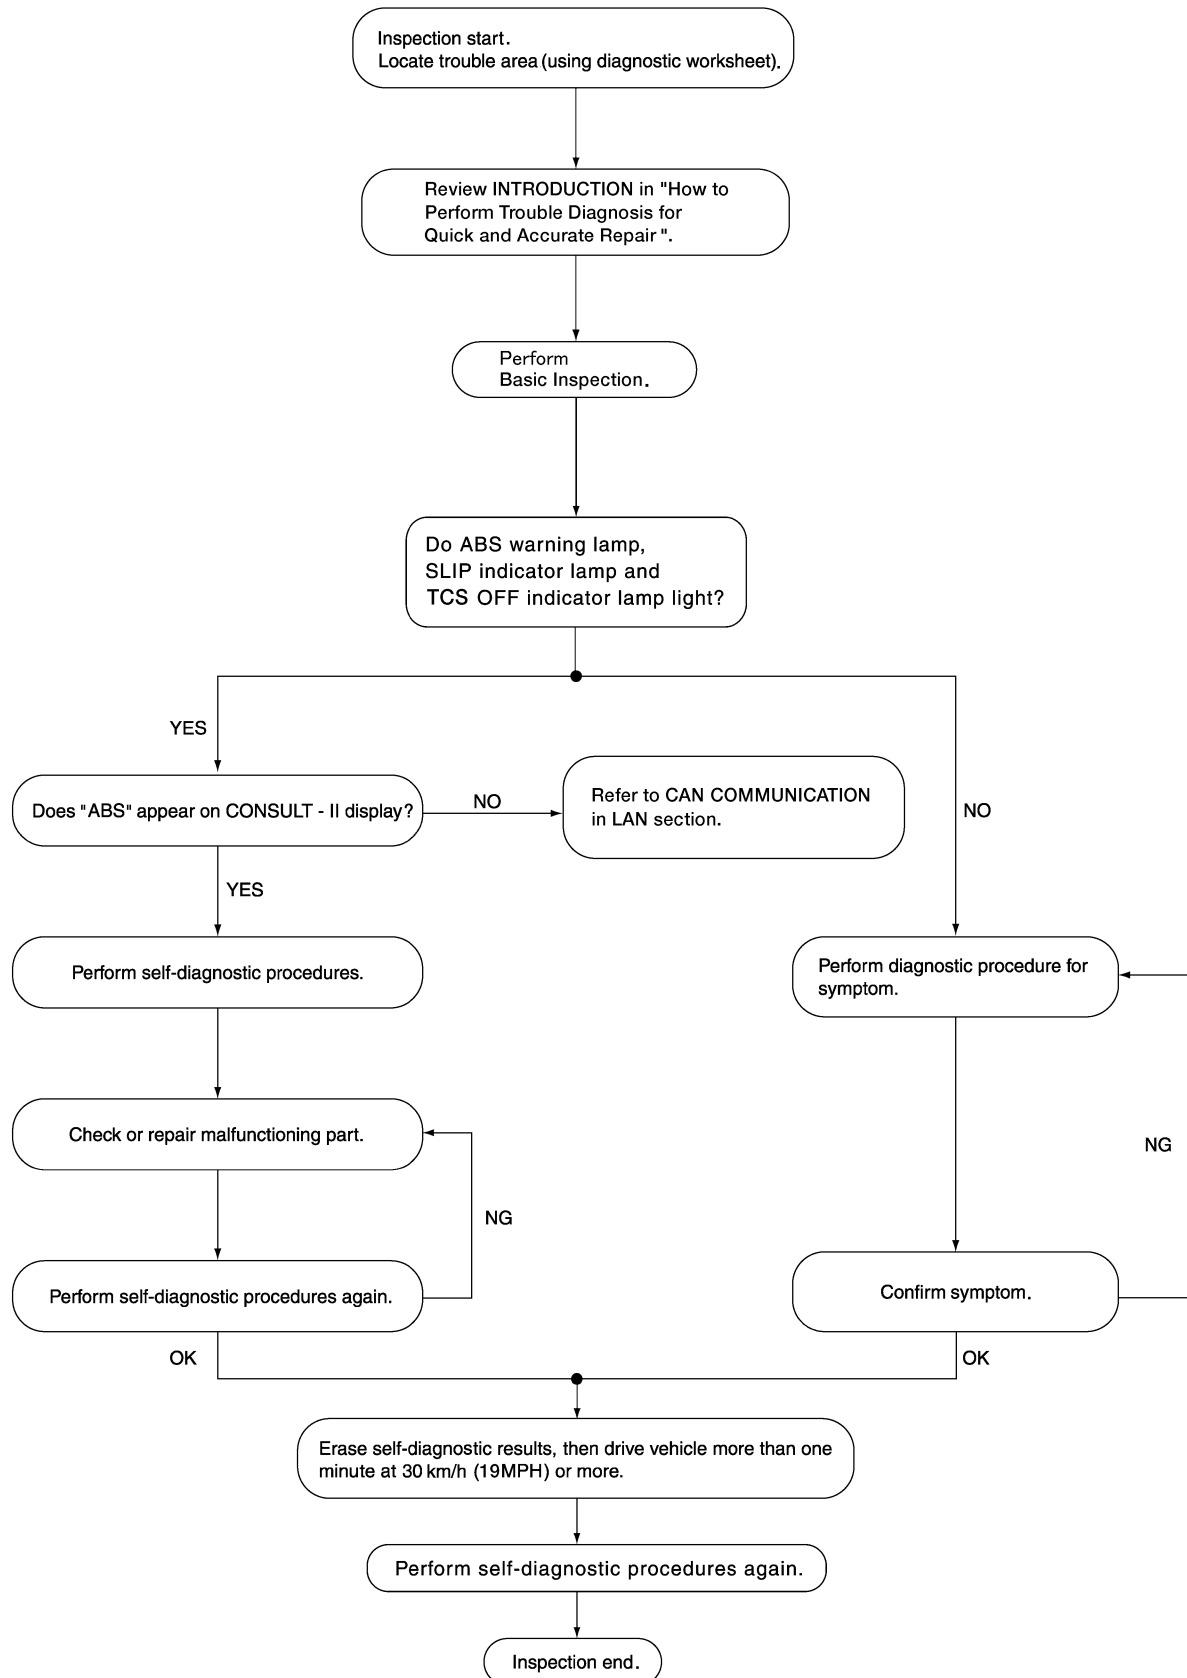 Inspection start.
Locate trouble area (using diagnostic worksheet).
Review INTRODUCTION in "How to
Perform Trouble Diagnosis for
Quick and Accurate Repair ".
Perform
Basic Inspection.
Do ABS warning lamp,
SLIP indicator lamp and
TCS OFF indicator lamp light?
YES
Does "ABS" appear on CONSULT - II display?
NO
Refer to CAN COMMUNICATION
in LAN section.
NO
YES
Perform self-diagnostic procedures.
Perform diagnostic procedure for
symptom.
Check or repair malfunctioning part.
NG
NG
Perform self-diagnostic procedures again.
Confirm symptom.
OK
OK
Erase self-diagnostic results, then drive vehicle more than one
minute at 30 km/h (19MPH) or more.
Perform self-diagnostic procedures again.
Inspection end.